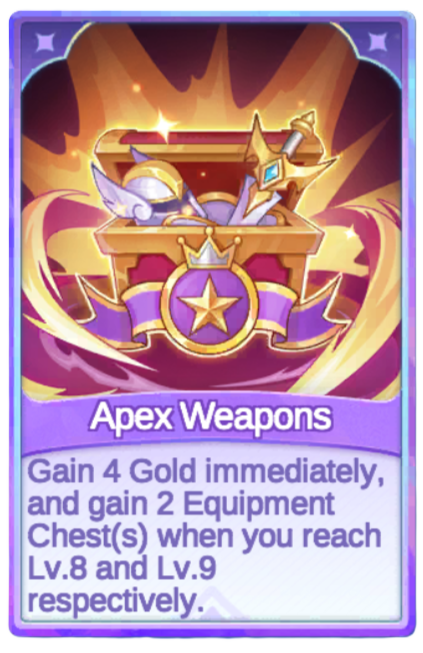 Apex Weapons
Gain 4 Gold immediately,
and gain 2 Equipment
Chest(s) when you reach
Lv.8 and Lv.9
respectively.